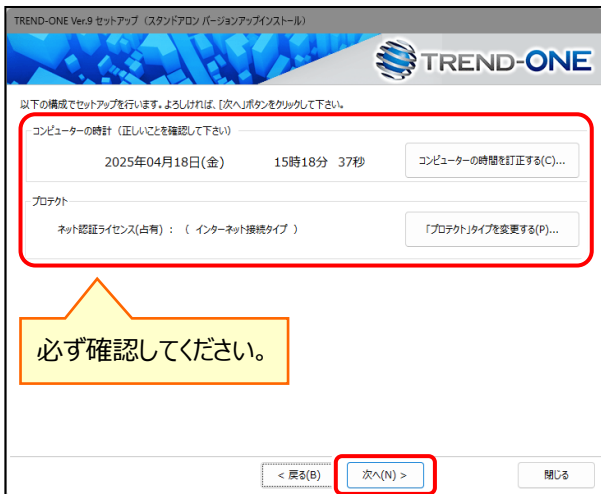 TREND-ONE Ver.9 セットアップ（スタンドアロン バージョンアップインストール）
TREND-ONE
以下の構成でセットアップを行います。よろしければ、[次へ]ボタンをクリックして下さい。
コンピューターの時計（正しいことを確認して下さい）
2025年04月18日(金) 15時18分 37秒 コンピューターの時間を訂正する(C)...
プロテクト
ネット認証ライセンス(占有) : （ インターネット接続タイプ ） 「プロテクト」タイプを変更する(P)...
必ず確認してください。
< 戻る(B) 次へ(N) > 閉じる